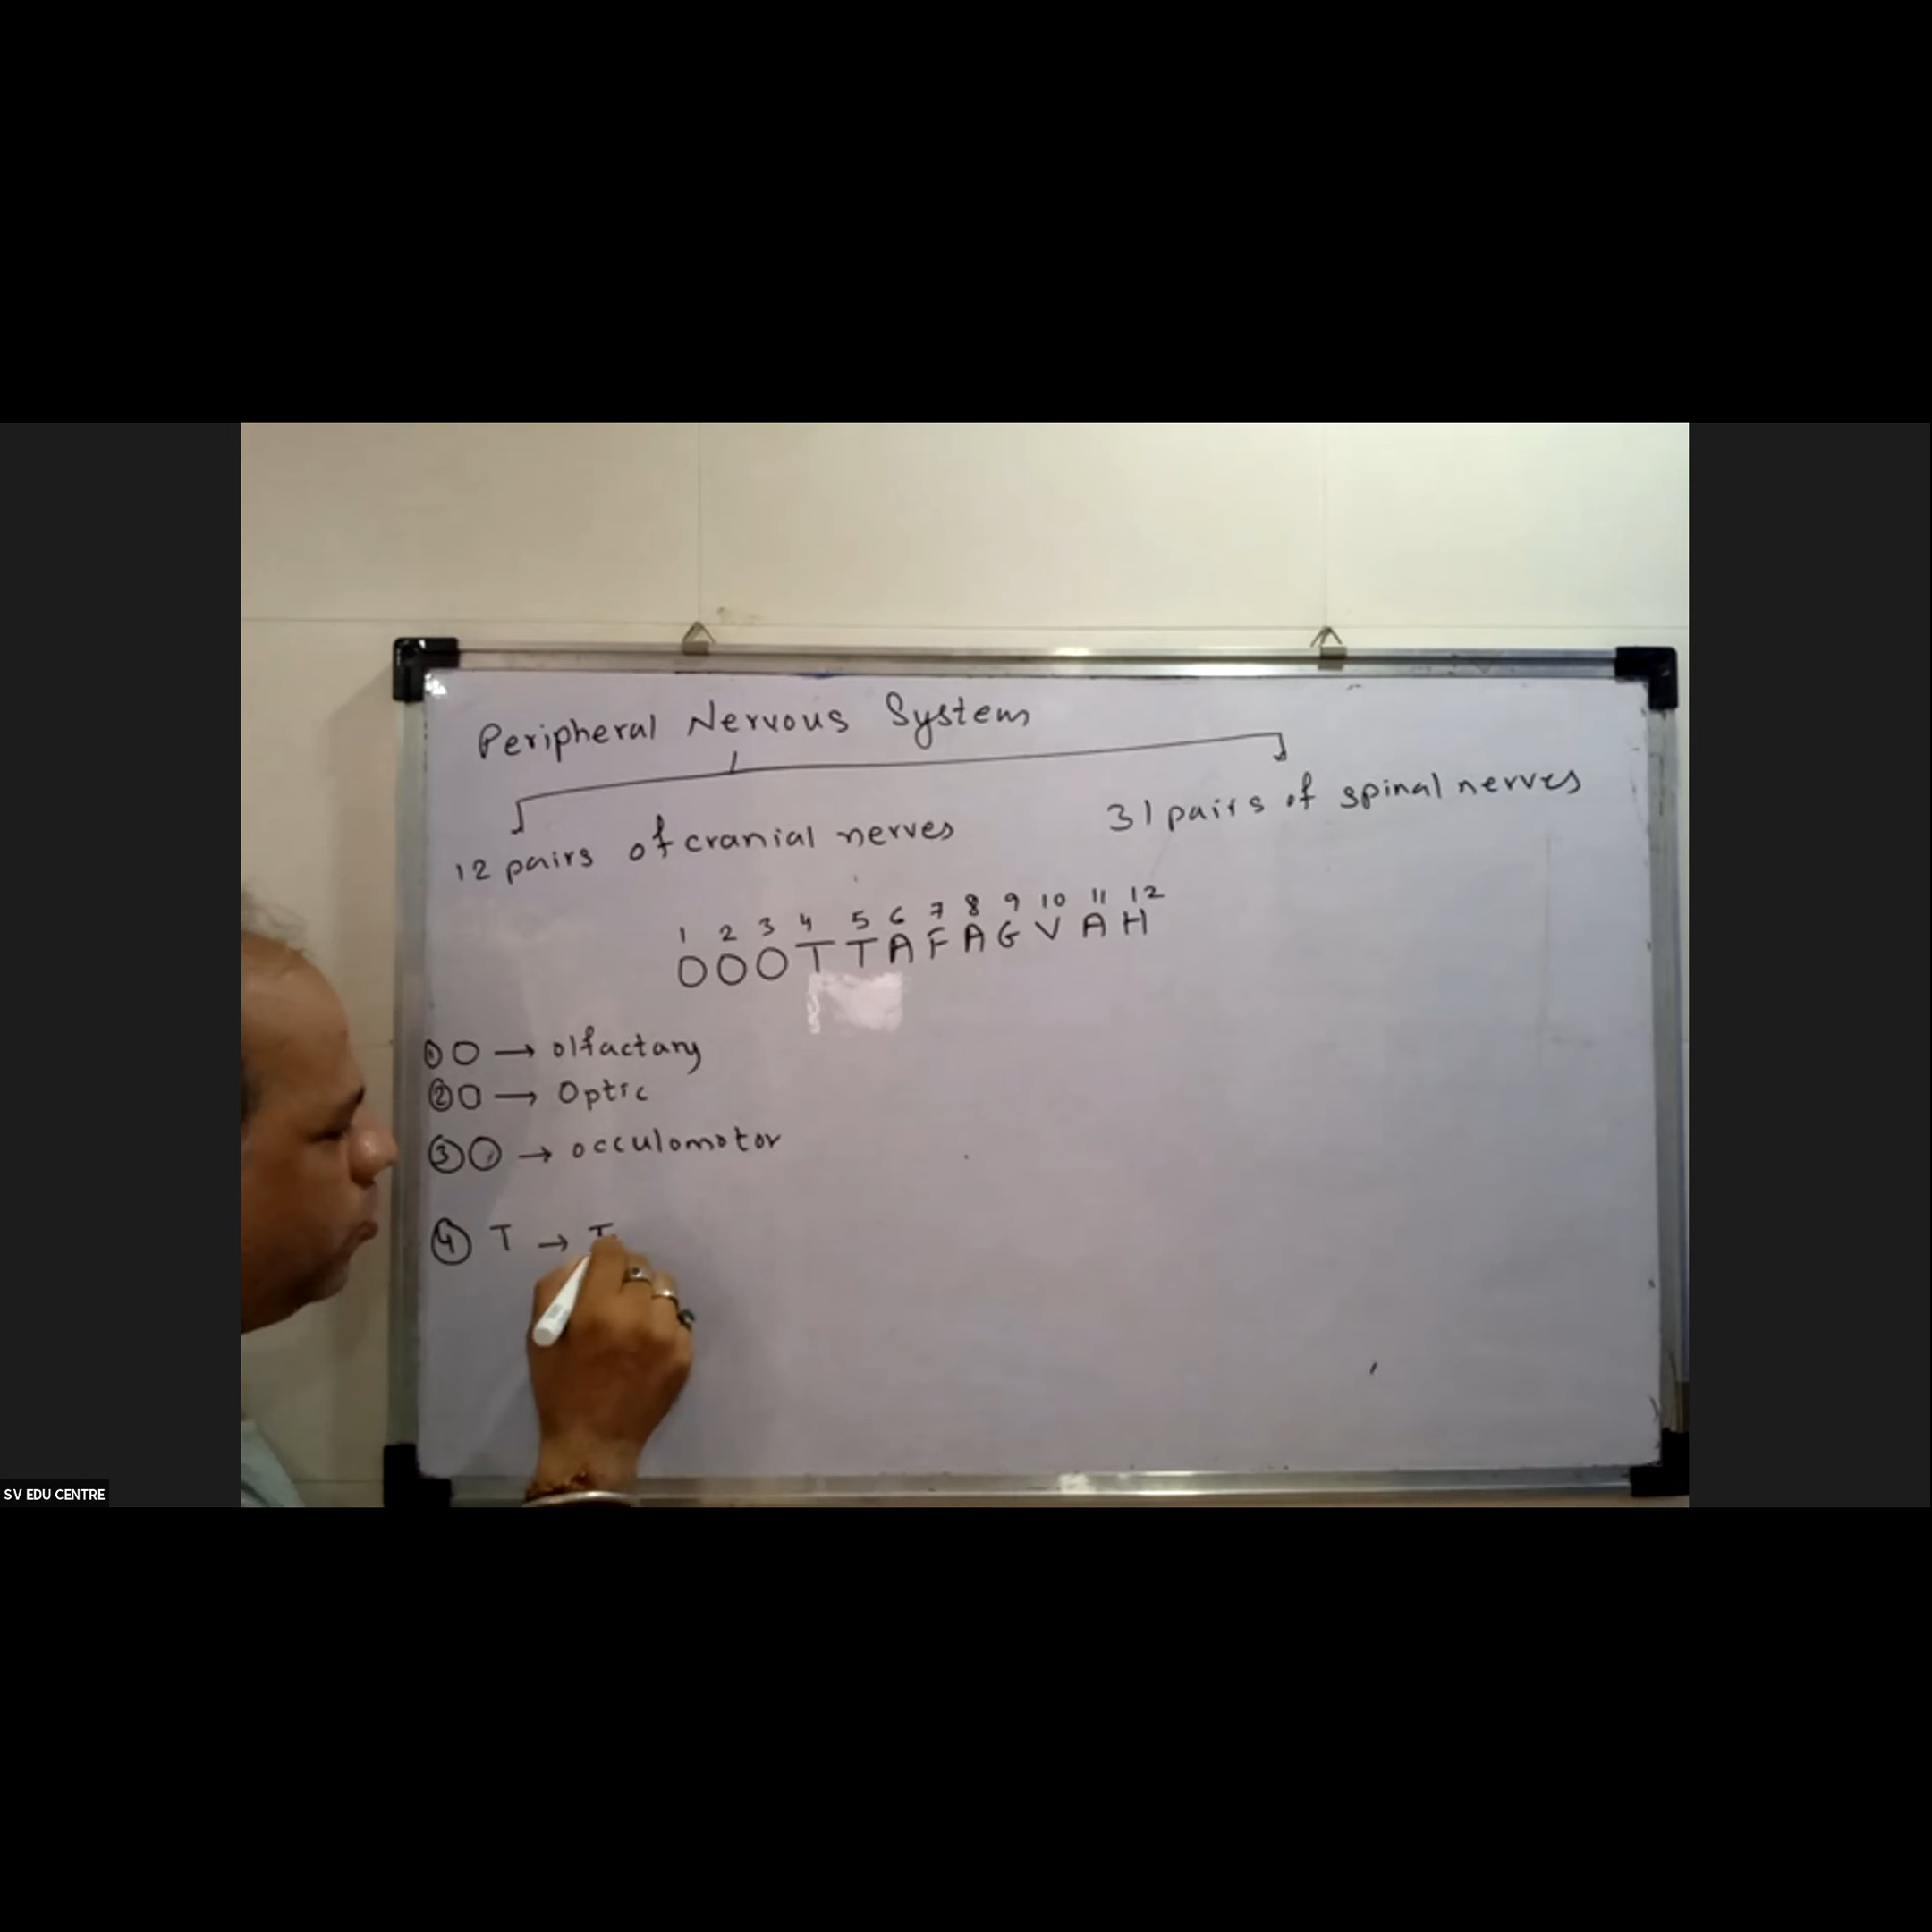 Peripheral Nervous System
12 pairs of cranial nerves
31 pairs of spinal nerves
1 2 3 4 5 6 7 8 9 10 11 12
O O O T T A F A G V A H
① O → olfactary
② O → Optic
③ O → occulomotor
④ T → T
SV EDU CENTRE